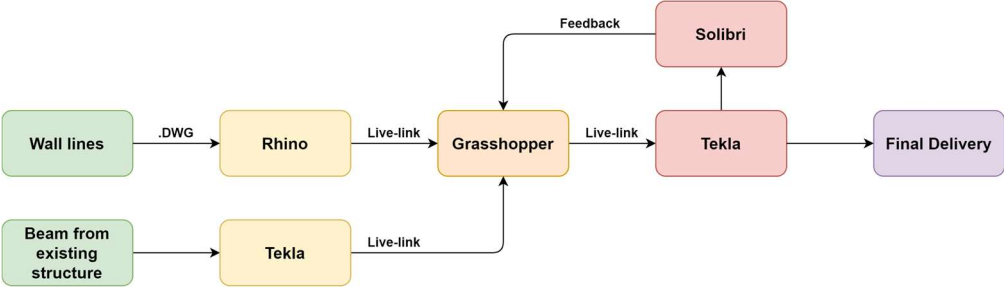 Feedback
Solibri
Wall lines
.DWG
Rhino
Live-link
Grasshopper
Live-link
Tekla
Final Delivery
Beam from
existing
structure
Tekla
Live-link